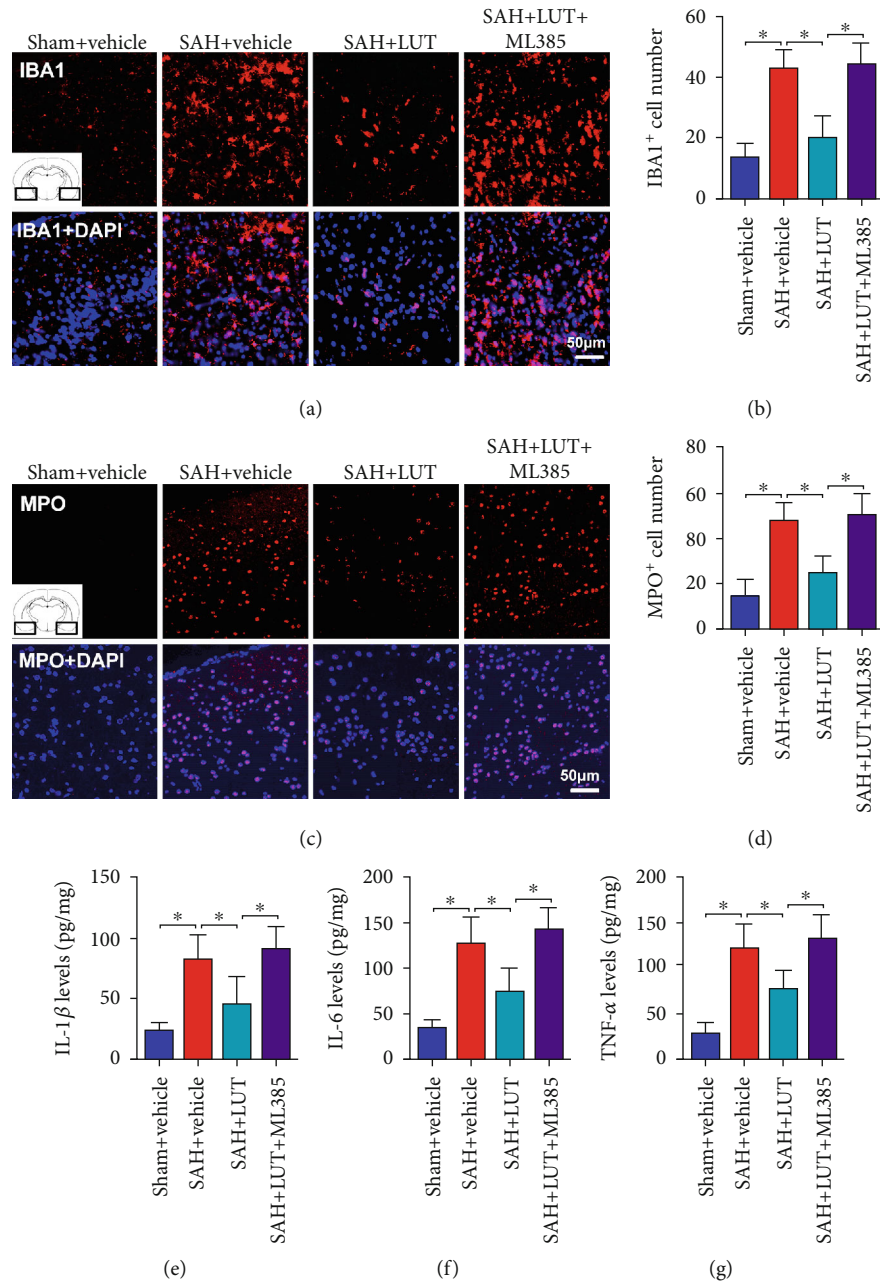 Sham+vehicle
SAH+vehicle
SAH+LUT
SAH+LUT+
ML385
IBA1
IBA1+DAPI
50μm
(a)
60
40
20
0
IBA1+ cell number
*
*
*
Sham+vehicle
SAH+vehicle
SAH+LUT
SAH+LUT+ML385
(b)
Sham+vehicle
SAH+vehicle
SAH+LUT
SAH+LUT+
ML385
MPO
MPO+DAPI
50μm
(c)
80
60
80
20
0
MPO+ cell number
*
*
*
Sham+vehicle
SAH+vehicle
SAH+LUT
SAH+LUT+ML385
(d)
150
100
50
0
IL-1β levels (pg/mg)
*
*
*
Sham+vehicle
SAH+vehicle
SAH+LUT
SAH+LUT+ML385
(e)
200
150
100
50
0
IL-6 levels (pg/mg)
*
*
*
Sham+vehicle
SAH+vehicle
SAH+LUT
SAH+LUT+ML385
(f)
200
150
100
50
0
TNF-α levels (pg/mg)
*
*
*
Sham+vehicle
SAH+vehicle
SAH+LUT
SAH+LUT+ML385
(g)